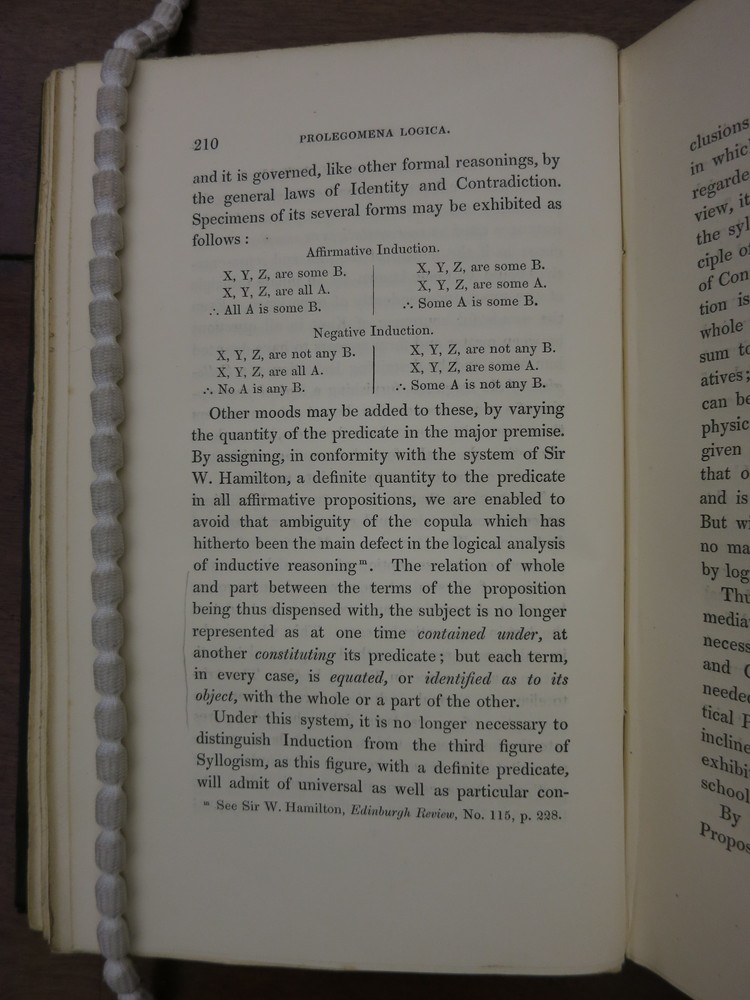 210 PROLEGOMENA LOGICA.
and it is governed, like other formal reasonings, by
the general laws of Identity and Contradiction.
Specimens of its several forms may be exhibited as
follows :
Affirmative Induction.
X, Y, Z, are some B.
X, Y, Z, are all A.
∴ All A is some B.
X, Y, Z, are some B.
X, Y, Z, are some A.
∴ Some A is some B.
Negative Induction.
X, Y, Z, are not any B.
X, Y, Z, are all A.
∴ No A is any B.
X, Y, Z, are not any B.
X, Y, Z, are some A.
∴ Some A is not any B.
Other moods may be added to these, by varying
the quantity of the predicate in the major premise.
By assigning, in conformity with the system of Sir
W. Hamilton, a definite quantity to the predicate
in all affirmative propositions, we are enabled to
avoid that ambiguity of the copula which has
hitherto been the main defect in the logical analysis
of inductive reasoning ᵐ. The relation of whole
and part between the terms of the proposition
being thus dispensed with, the subject is no longer
represented as at one time contained under, at
another constituting its predicate ; but each term,
in every case, is equated, or identified as to its
object, with the whole or a part of the other.
Under this system, it is no longer necessary to
distinguish Induction from the third figure of
Syllogism, as this figure, with a definite predicate,
will admit of universal as well as particular con-
ᵐ See Sir W. Hamilton, Edinburgh Review, No. 115, p. 228.
clusions
in which
regarde
view, it
the syl
ciple o
of Con
tion is
whole
sum to
atives;
can be
physic
given
that o
and is
But wi
no ma
by log
Thu
media
necess
and C
needed
tical P
incline
exhibi
school
By
Propos